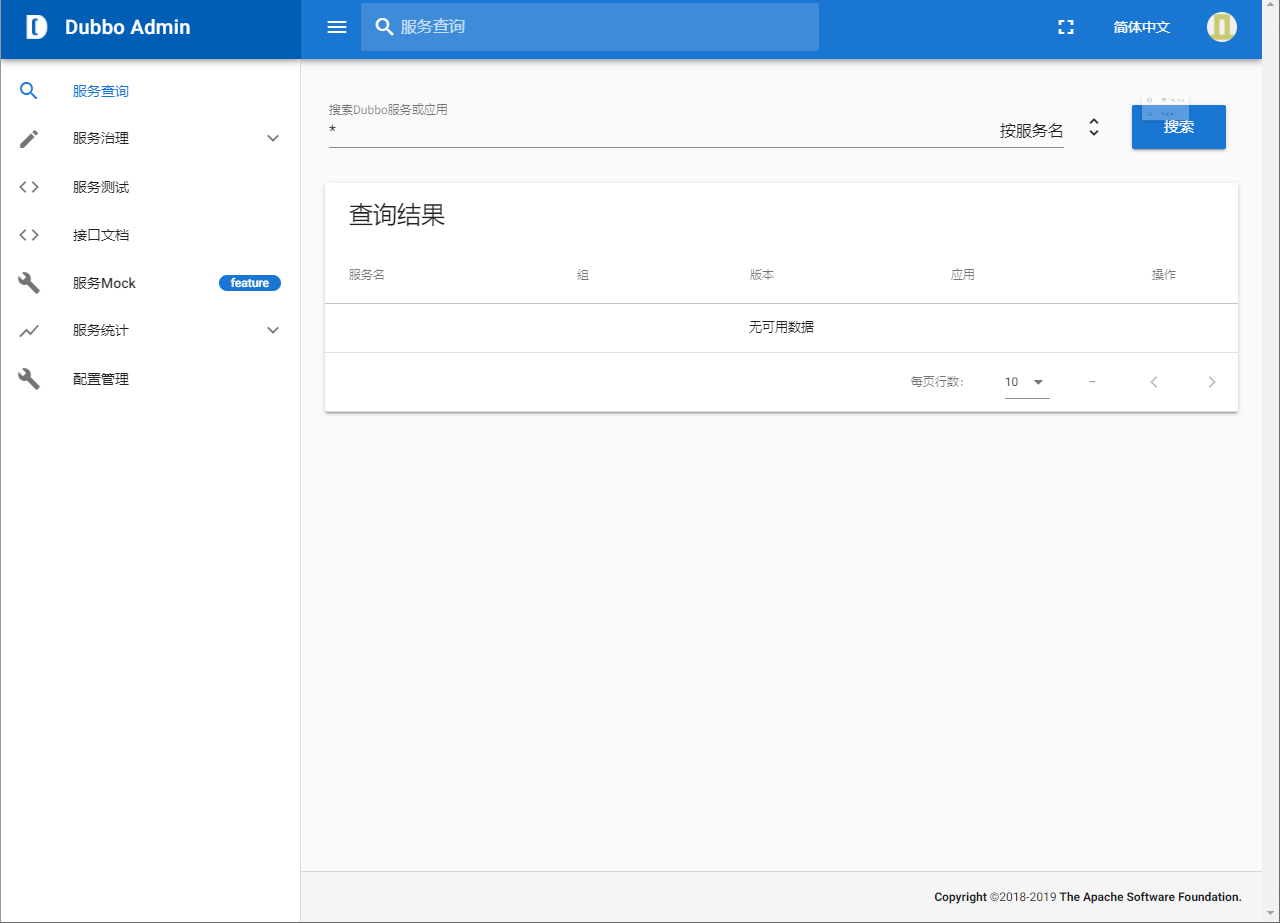 Dubbo Admin
服务查询
简体中文
服务查询
服务治理
服务测试
接口文档
服务Mock
feature
服务统计
配置管理
搜索Dubbo服务或应用
*
按服务名
搜索
查询结果
服务名 组 版本 应用 操作
无可用数据
每页行数: 10 –
Copyright ©2018-2019 The Apache Software Foundation.